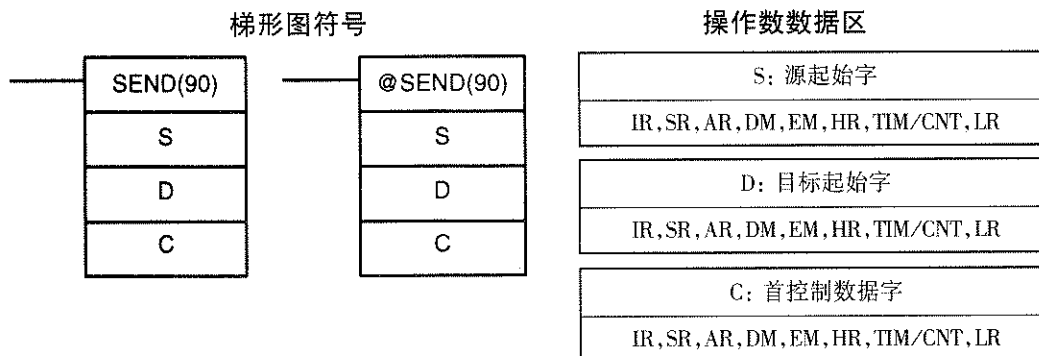 梯形图符号
SEND(90)
S
D
C
@SEND(90)
S
D
C
操作数数据区
S: 源起始字
IR,SR,AR,DM,EM,HR,TIM/CNT,LR
D: 目标起始字
IR,SR,AR,DM,EM,HR,TIM/CNT,LR
C: 首控制数据字
IR,SR,AR,DM,EM,HR,TIM/CNT,LR